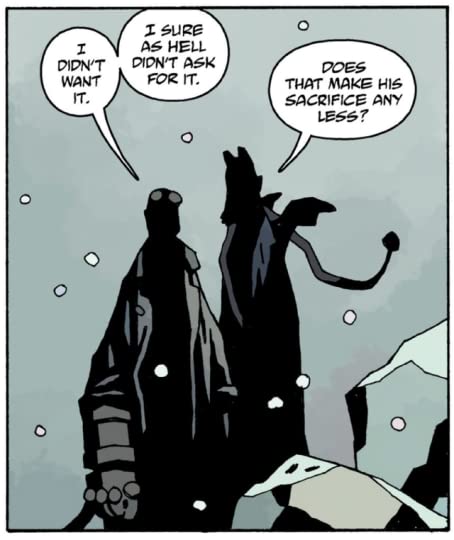 I
DIDN'T
WANT
IT.
I SURE
AS HELL
DIDN'T ASK
FOR IT.
DOES
THAT MAKE HIS
SACRIFICE ANY
LESS?